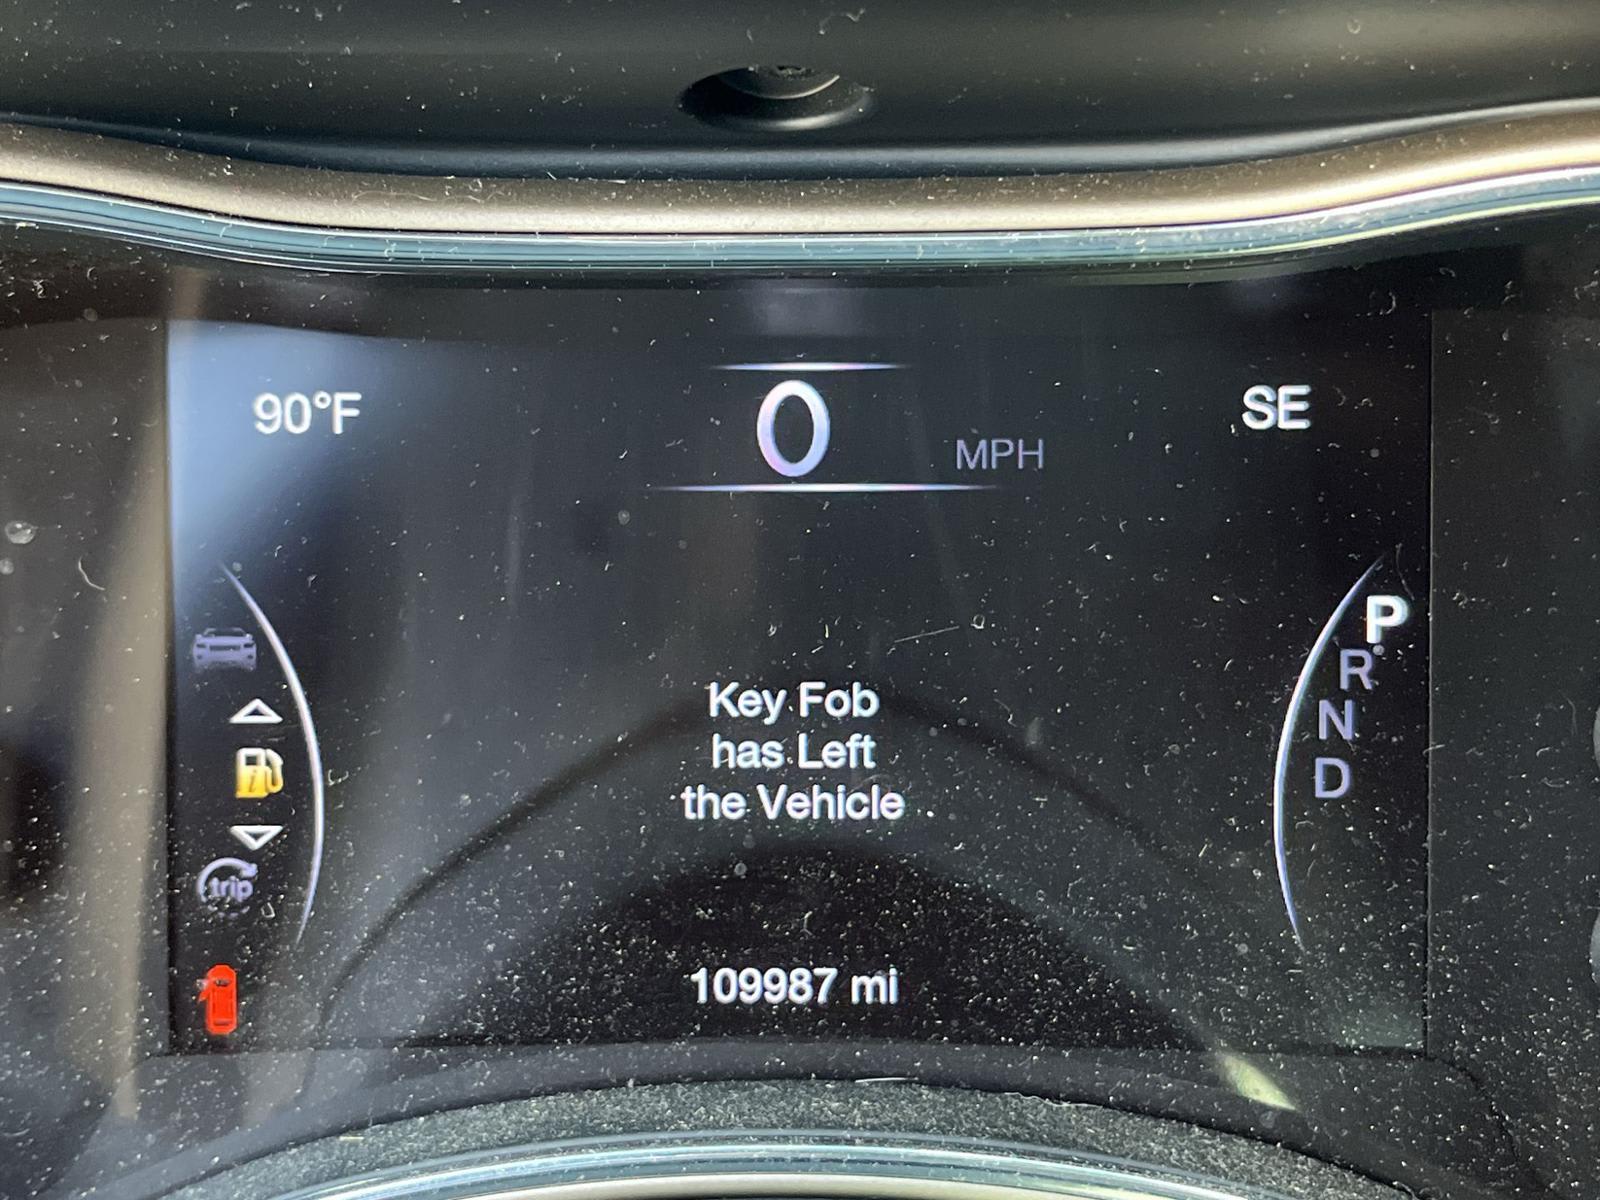 90°F
0
MPH
SE
P
R
N
D
Key Fob
has Left
the Vehicle
trip
109987 mi